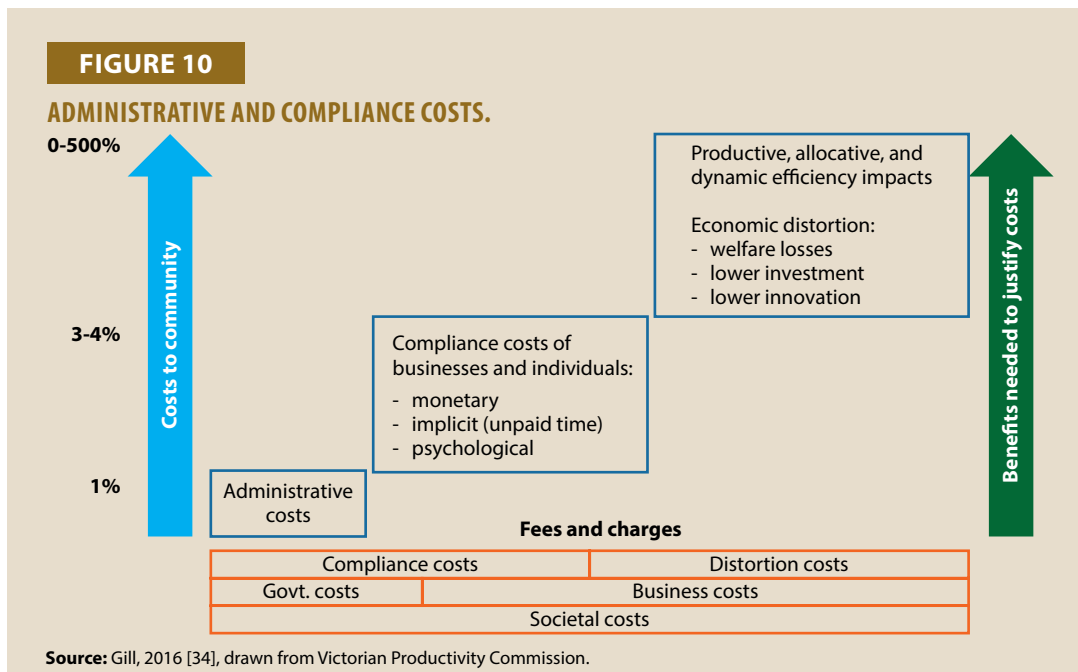 FIGURE 10
ADMINISTRATIVE AND COMPLIANCE COSTS.
0-500%
3-4%
1%
Costs to community
Productive, allocative, and
dynamic efficiency impacts
Economic distortion:
- welfare losses
- lower investment
- lower innovation
Compliance costs of
businesses and individuals:
- monetary
- implicit (unpaid time)
- psychological
Administrative
costs
Benefits needed to justify costs
Fees and charges
Compliance costs
Distortion costs
Govt. costs
Business costs
Societal costs
Source: Gill, 2016 [34], drawn from Victorian Productivity Commission.